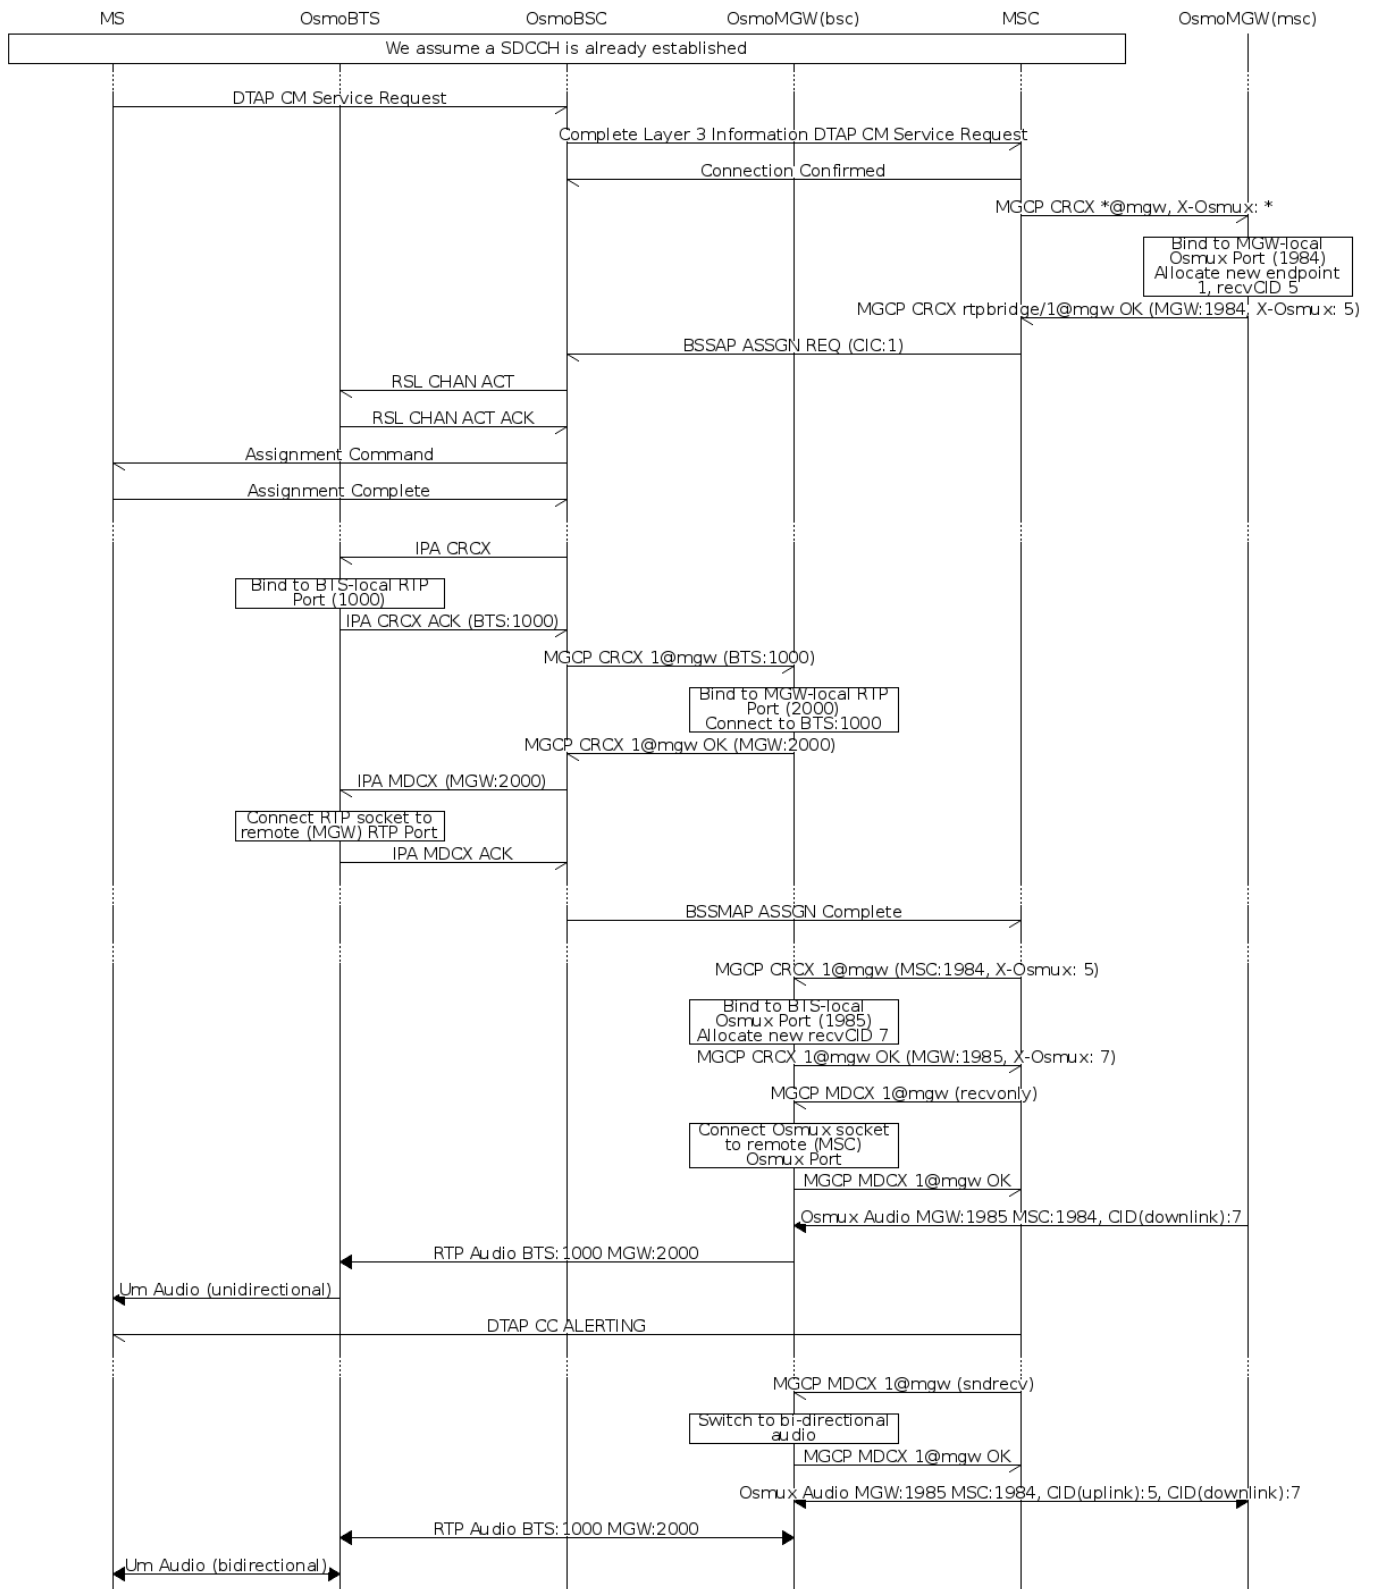 MS OsmoBTS OsmoBSC OsmoMGW(bsc) MSC OsmoMGW(msc)
We assume a SDCCH is already established
DTAP CM Service Request
Complete Layer 3 Information DTAP CM Service Request
Connection Confirmed
MGCP CRCX *@mgw, X-Osmux: *
Bind to MGW-local
Osmux Port (1984)
Allocate new endpoint
1, recvCID 5
MGCP CRCX rtpbridge/1@mgw OK (MGW:1984, X-Osmux: 5)
BSSAP ASSGN REQ (CIC:1)
RSL CHAN ACT
RSL CHAN ACT ACK
Assignment Command
Assignment Complete
IPA CRCX
Bind to BTS-local RTP
Port (1000)
IPA CRCX ACK (BTS:1000)
MGCP CRCX 1@mgw (BTS:1000)
Bind to MGW-local RTP
Port (2000)
Connect to BTS:1000
MGCP CRCX 1@mgw OK (MGW:2000)
IPA MDCX (MGW:2000)
Connect RTP socket to
remote (MGW) RTP Port
IPA MDCX ACK
BSSMAP ASSGN Complete
MGCP CRCX 1@mgw (MSC:1984, X-Osmux: 5)
Bind to BTS-local
Osmux Port (1985)
Allocate new recvCID 7
MGCP CRCX 1@mgw OK (MGW:1985, X-Osmux: 7)
MGCP MDCX 1@mgw (recvonly)
Connect Osmux socket
to remote (MSC)
Osmux Port
MGCP MDCX 1@mgw OK
Osmux Audio MGW:1985 MSC:1984, CID(downlink):7
RTP Audio BTS:1000 MGW:2000
Um Audio (unidirectional)
DTAP CC ALERTING
MGCP MDCX 1@mgw (sndrecv)
Switch to bi-directional
audio
MGCP MDCX 1@mgw OK
Osmux Audio MGW:1985 MSC:1984, CID(uplink):5, CID(downlink):7
RTP Audio BTS:1000 MGW:2000
Um Audio (bidirectional)